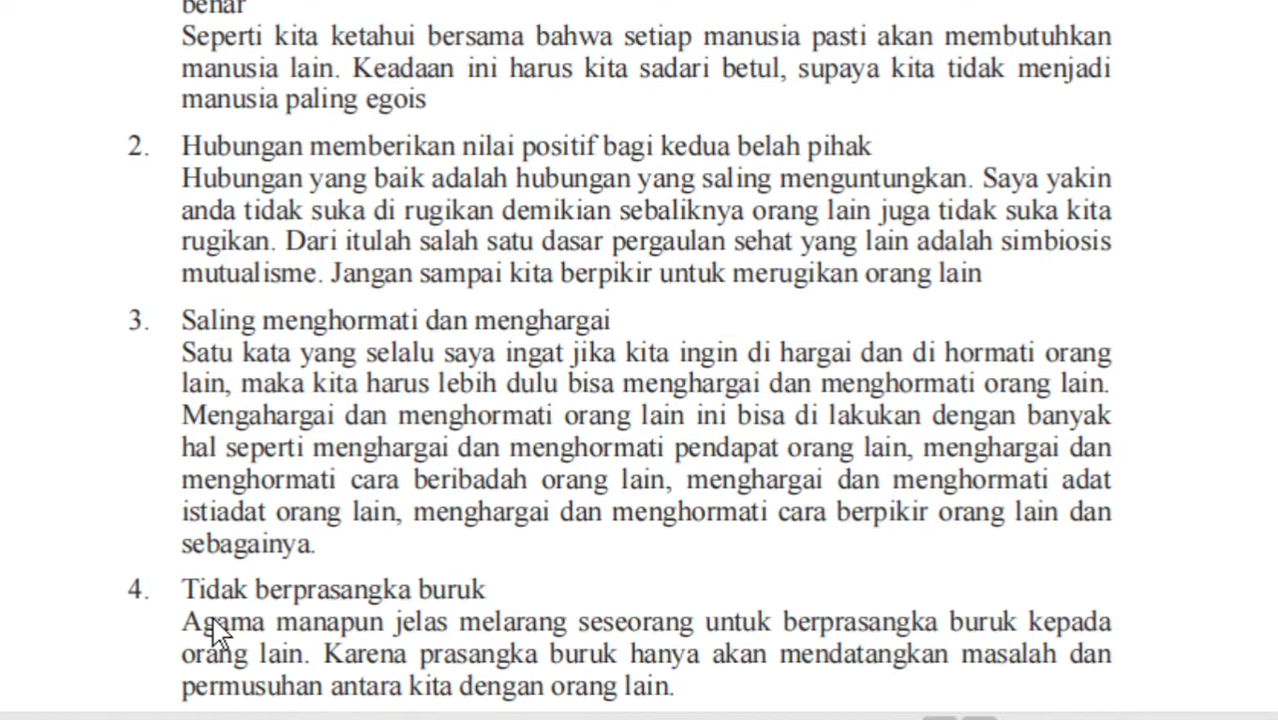 benar
Seperti kita ketahui bersama bahwa setiap manusia pasti akan membutuhkan
manusia lain. Keadaan ini harus kita sadari betul, supaya kita tidak menjadi
manusia paling egois
2. Hubungan memberikan nilai positif bagi kedua belah pihak
Hubungan yang baik adalah hubungan yang saling menguntungkan. Saya yakin
anda tidak suka di rugikan demikian sebaliknya orang lain juga tidak suka kita
rugikan. Dari itulah salah satu dasar pergaulan sehat yang lain adalah simbiosis
mutualisme. Jangan sampai kita berpikir untuk merugikan orang lain
3. Saling menghormati dan menghargai
Satu kata yang selalu saya ingat jika kita ingin di hargai dan di hormati orang
lain, maka kita harus lebih dulu bisa menghargai dan menghormati orang lain.
Mengahargai dan menghormati orang lain ini bisa di lakukan dengan banyak
hal seperti menghargai dan menghormati pendapat orang lain, menghargai dan
menghormati cara beribadah orang lain, menghargai dan menghormati adat
istiadat orang lain, menghargai dan menghormati cara berpikir orang lain dan
sebagainya.
4. Tidak berprasangka buruk
Agama manapun jelas melarang seseorang untuk berprasangka buruk kepada
orang lain. Karena prasangka buruk hanya akan mendatangkan masalah dan
permusuhan antara kita dengan orang lain.